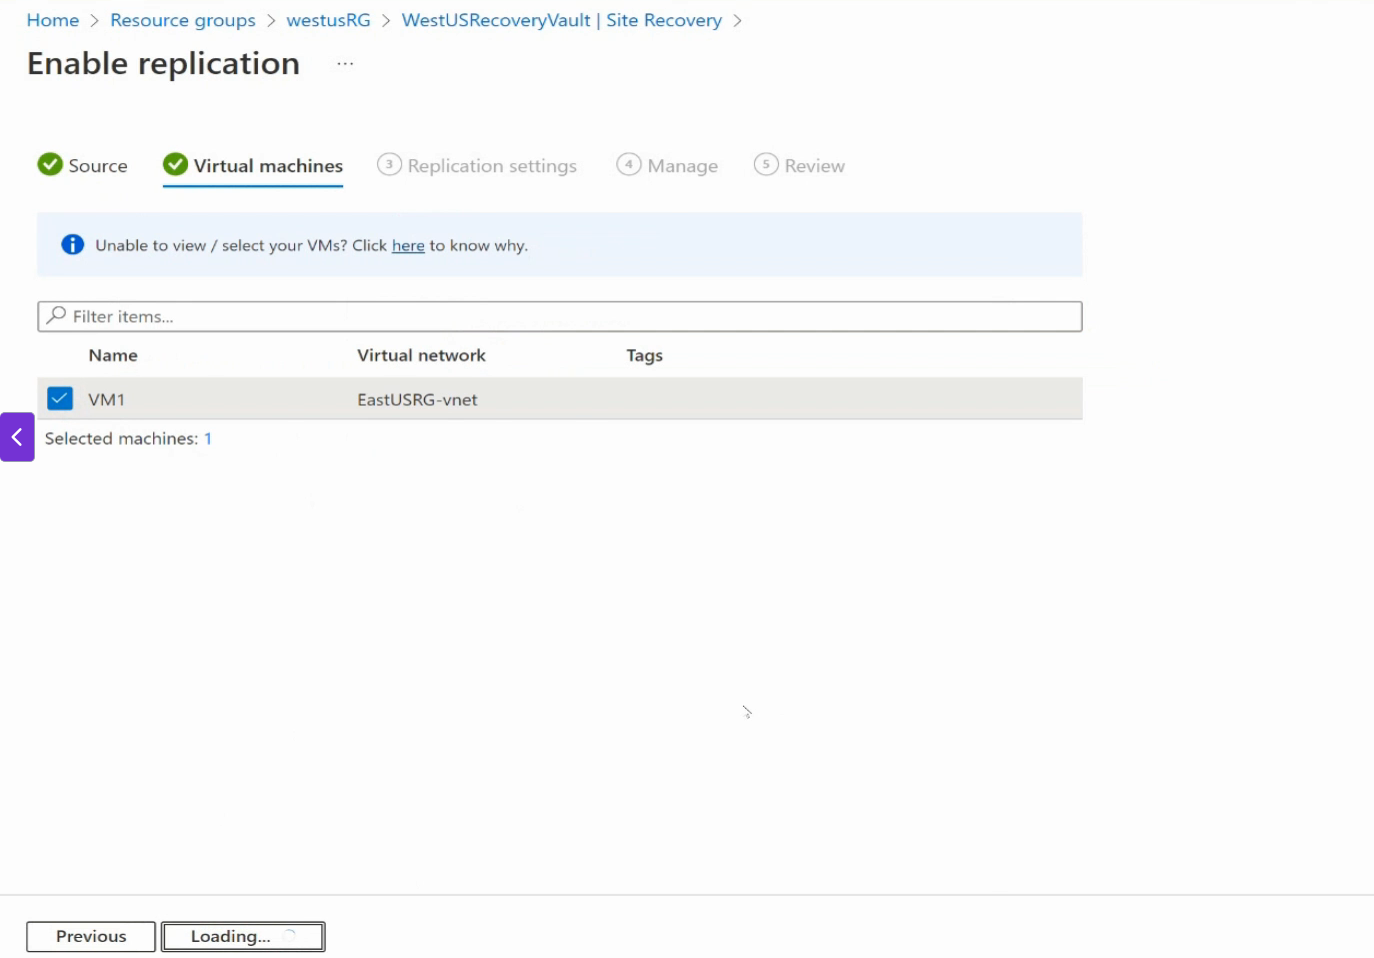 Home > Resource groups > westusRG > WestUSRecoveryVault | Site Recovery >
Enable replication ...
Source Virtual machines 3 Replication settings 4 Manage 5 Review
Unable to view / select your VMs? Click here to know why.
Filter items...
Name Virtual network Tags
VM1 EastUSRG-vnet
Selected machines: 1
Previous Loading...